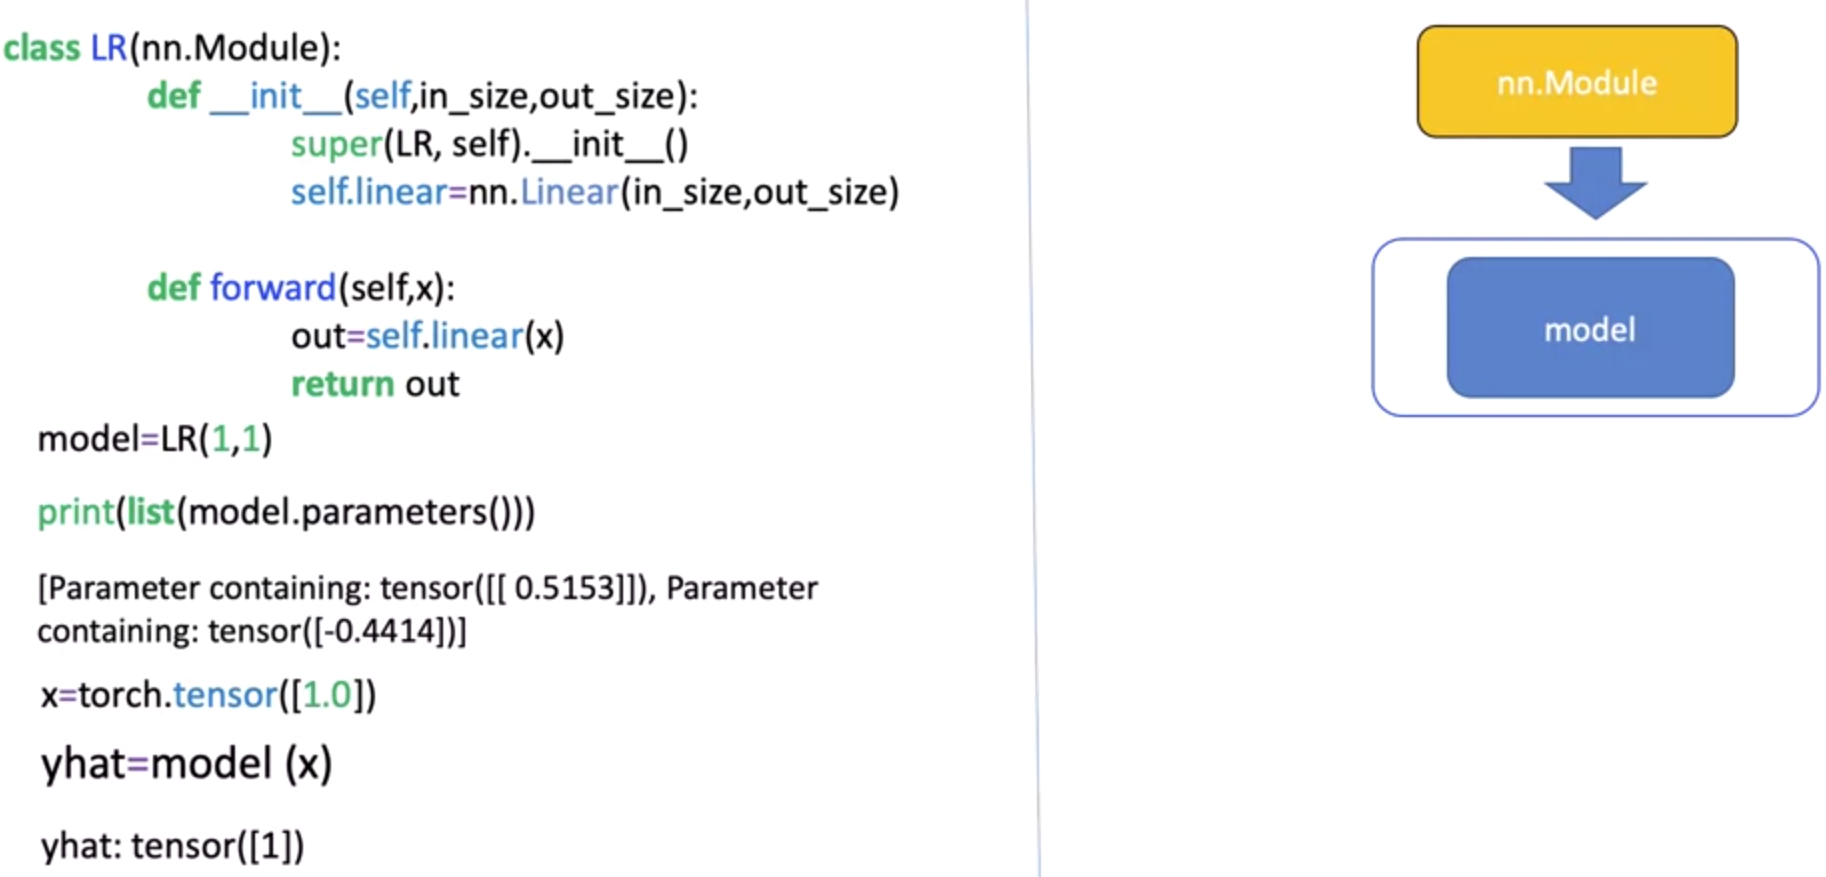 class LR(nn.Module):
def __init__(self,in_size,out_size):
super(LR, self).__init__()
self.linear=nn.Linear(in_size,out_size)
def forward(self,x):
out=self.linear(x)
return out
model=LR(1,1)
print(list(model.parameters()))
[Parameter containing: tensor([[ 0.5153]]), Parameter
containing: tensor([-0.4414])]
x=torch.tensor([1.0])
yhat=model (x)
yhat: tensor([1])
nn.Module
model